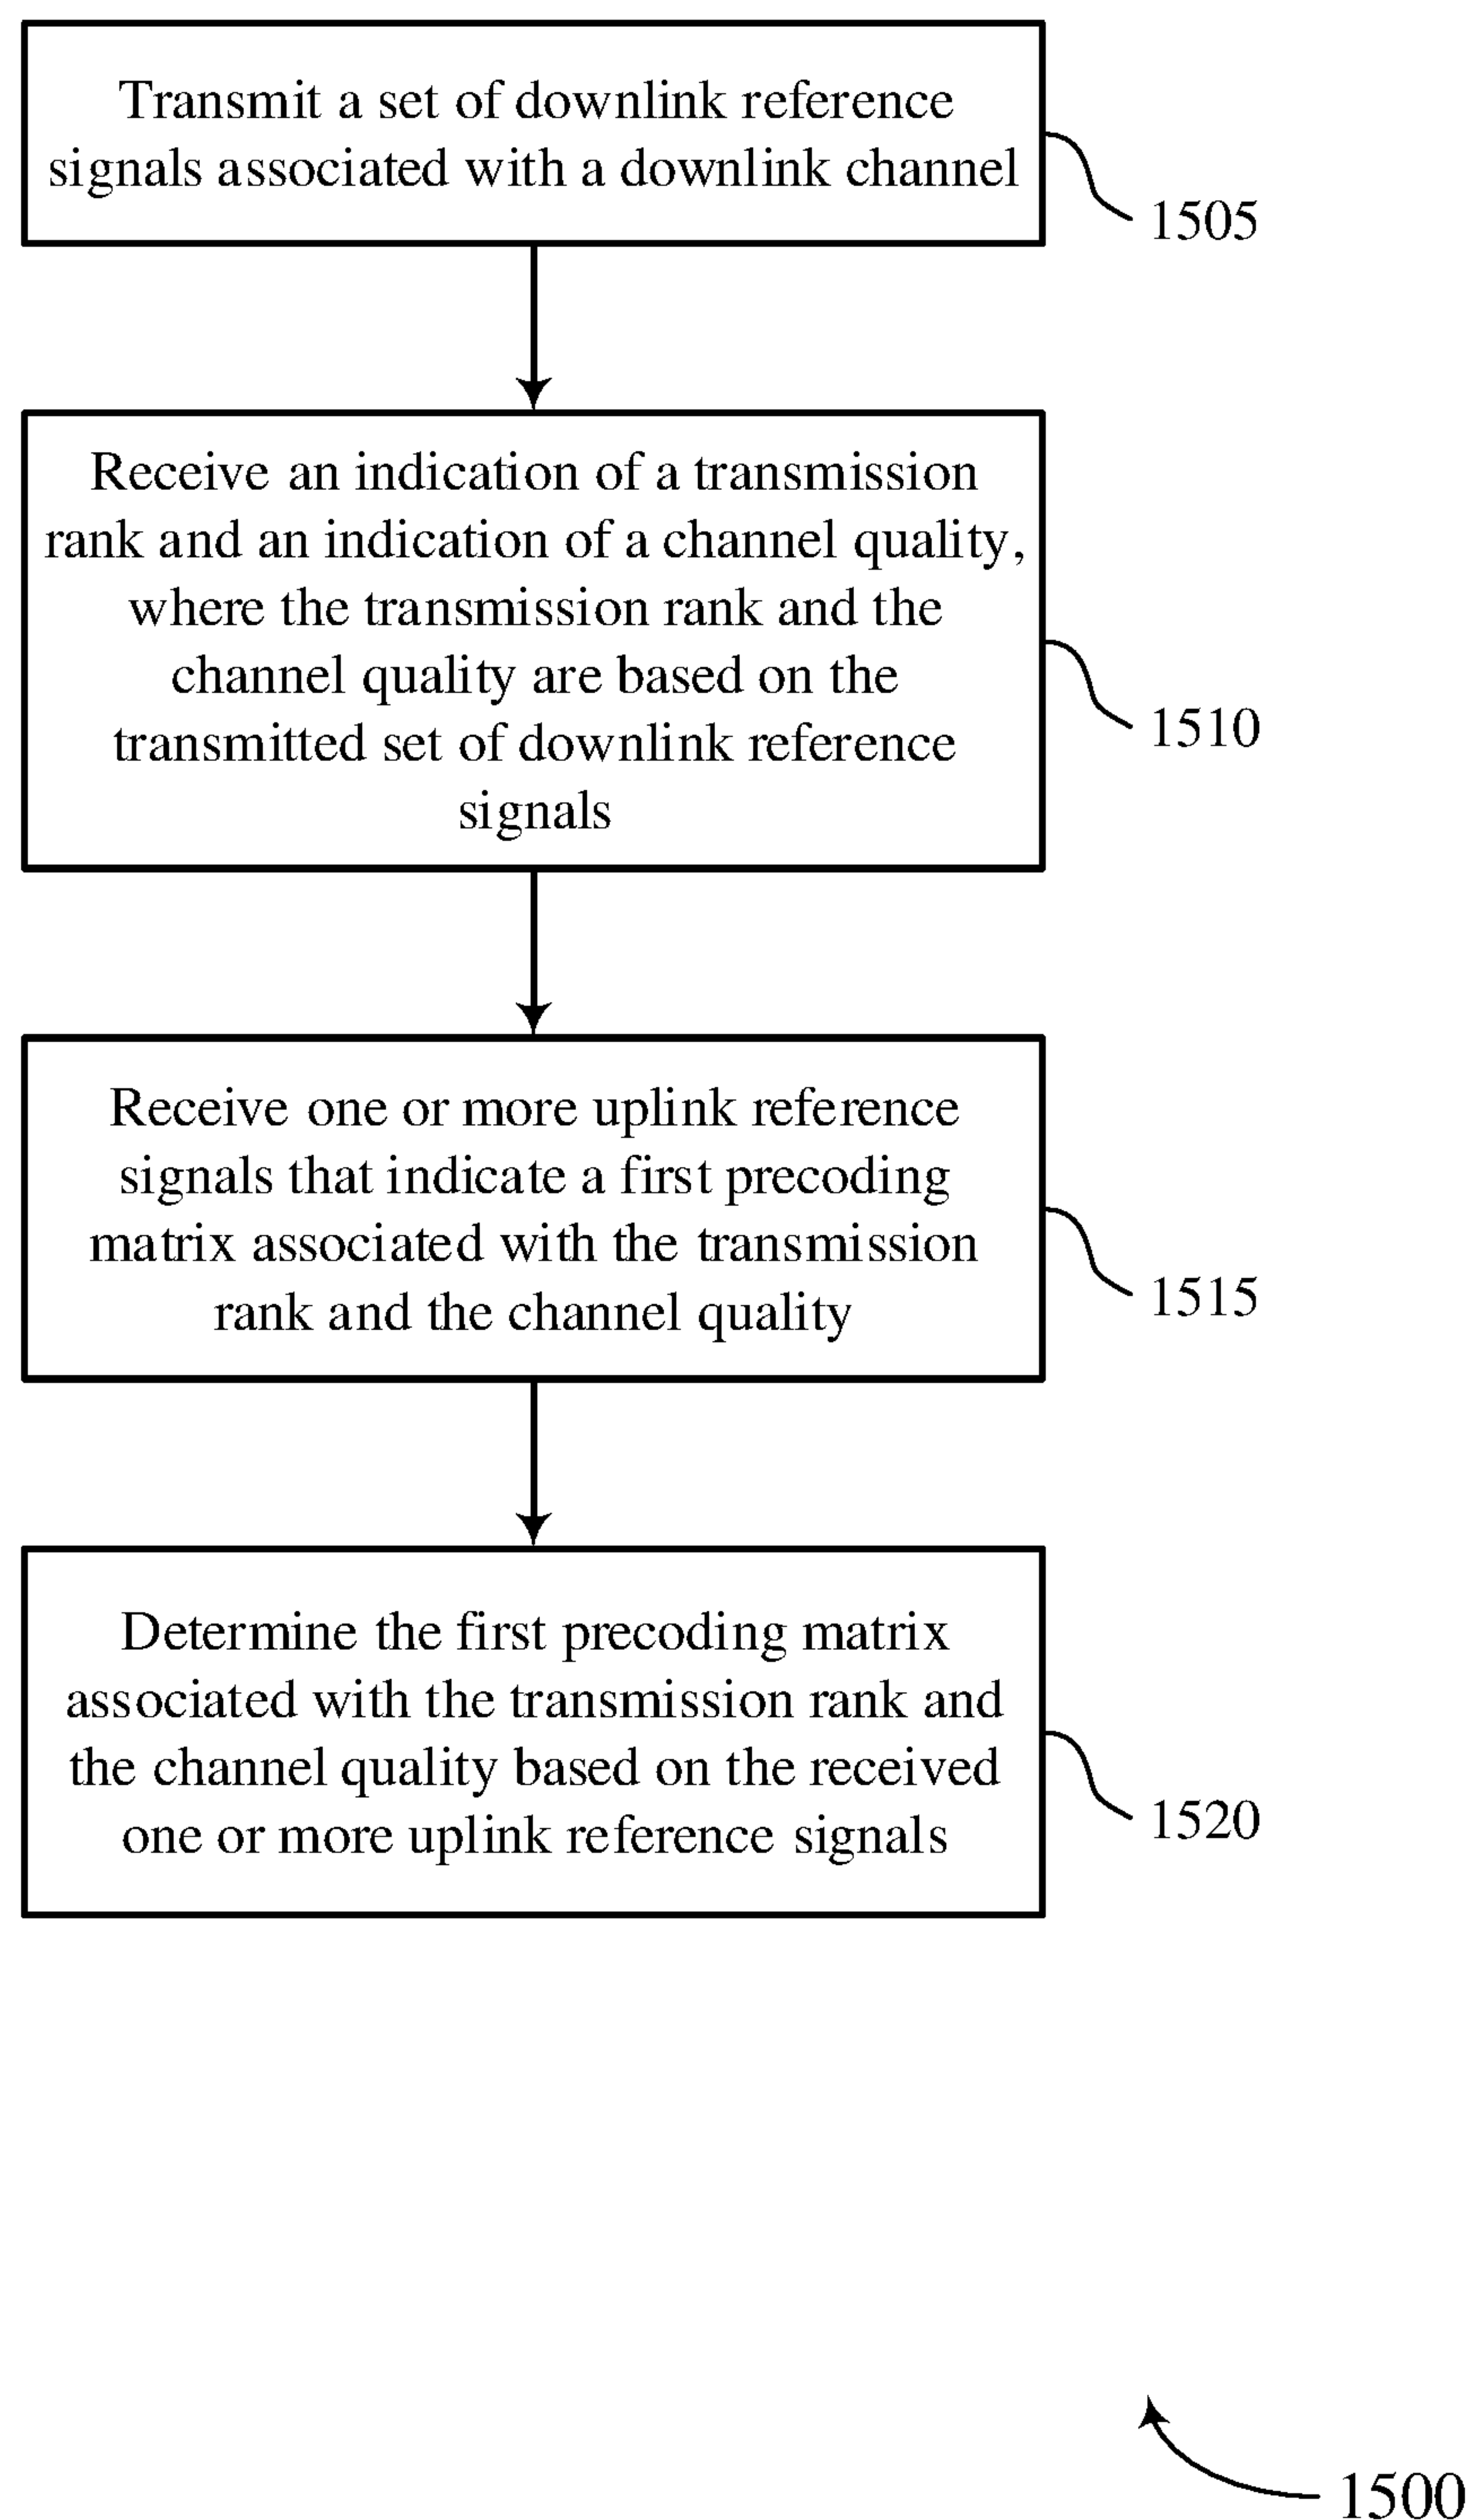 Transmit a set of downlink reference
signals associated with a downlink channel
1505
Receive an indication of a transmission
rank and an indication of a channel quality,
where the transmission rank and the
channel quality are based on the
transmitted set of downlink reference
signals
1510
Receive one or more uplink reference
signals that indicate a first precoding
matrix associated with the transmission
rank and the channel quality
1515
Determine the first precoding matrix
associated with the transmission rank and
the channel quality based on the received
one or more uplink reference signals
1520
1500